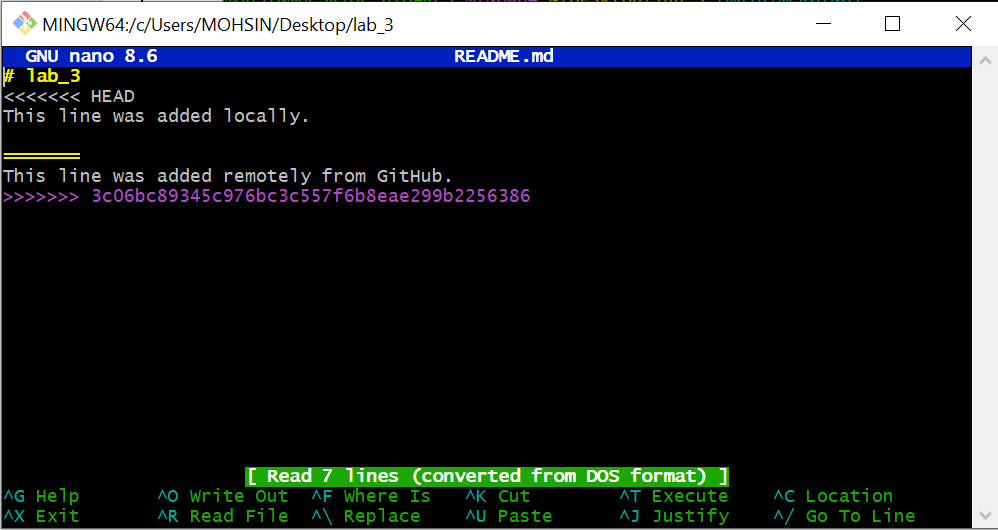 MINGW64:/c/Users/MOHSIN/Desktop/lab_3
GNU nano 8.6 README.md
# lab_3
<<<<<<< HEAD
This line was added locally.
=======
This line was added remotely from GitHub.
>>>>>>> 3c06bc89345c976bc3c557f6b8eae299b2256386
[ Read 7 lines (converted from DOS format) ]
^G Help ^O Write Out ^F Where Is ^K Cut ^T Execute ^C Location
^X Exit ^R Read File ^\ Replace ^U Paste ^J Justify ^/ Go To Line